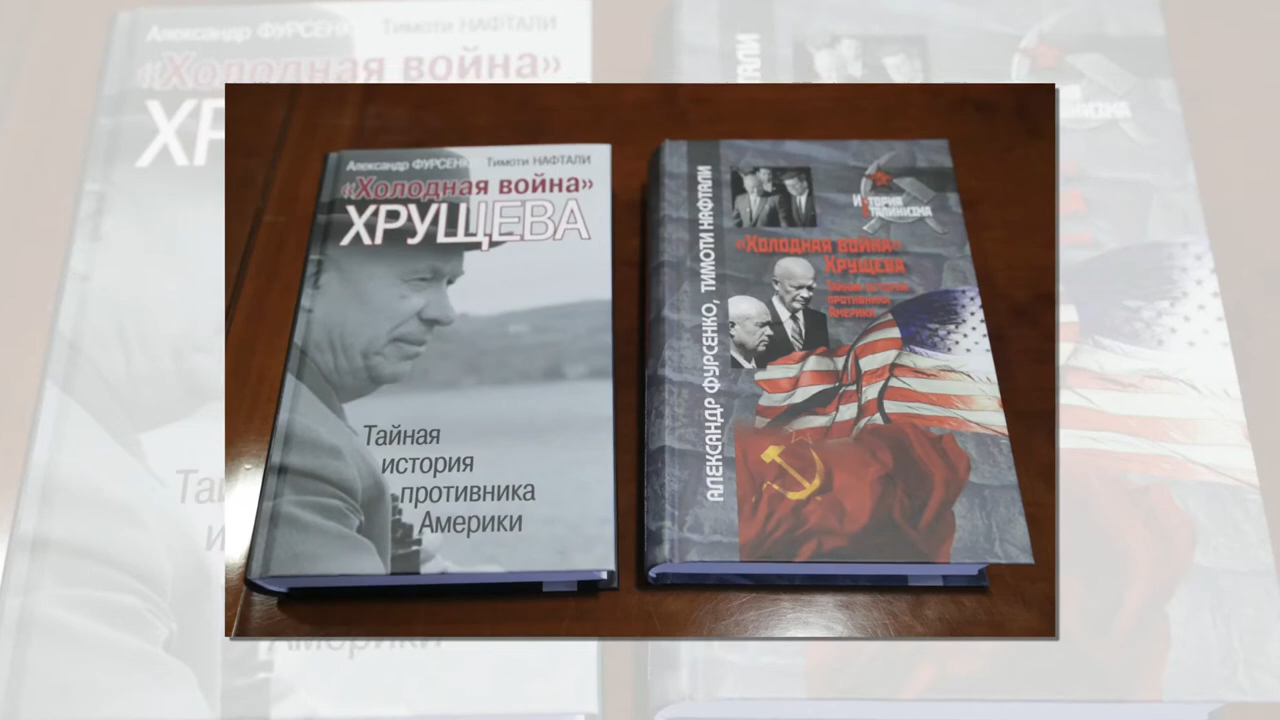 Александр ФУРСЕНКО Тимоти НАФТАЛИ
«Холодная война»
ХРУЩЕВА
Тайная
история
противника
Америки
АЛЕКСАНДР ФУРСЕНКО, ТИМОТИ НАФТАЛИ
ИСТОРИЯ
СТАЛИНИЗМА
«ХОЛОДНАЯ ВОЙНА»
ХРУЩЕВА
ТАЙНАЯ ИСТОРИЯ
ПРОТИВНИКА
АМЕРИКИ